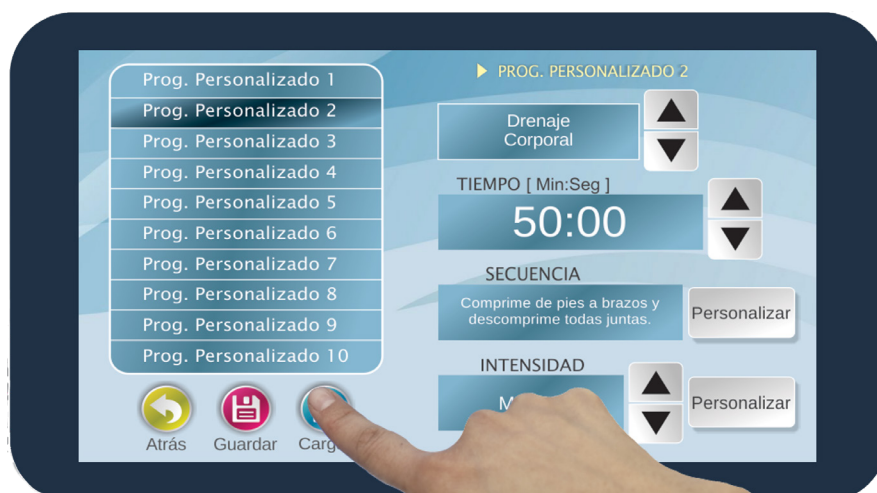 Prog. Personalizado 1
Prog. Personalizado 2
Prog. Personalizado 3
Prog. Personalizado 4
Prog. Personalizado 5
Prog. Personalizado 6
Prog. Personalizado 7
Prog. Personalizado 8
Prog. Personalizado 9
Prog. Personalizado 10
Atrás Guardar
PROG. PERSONALIZADO 2
Drenaje
Corporal
TIEMPO [ Min:Seg ]
50:00
SECUENCIA
Comprime de pies a brazos y
descomprime todas juntas.
Personalizar
INTENSIDAD
Personalizar